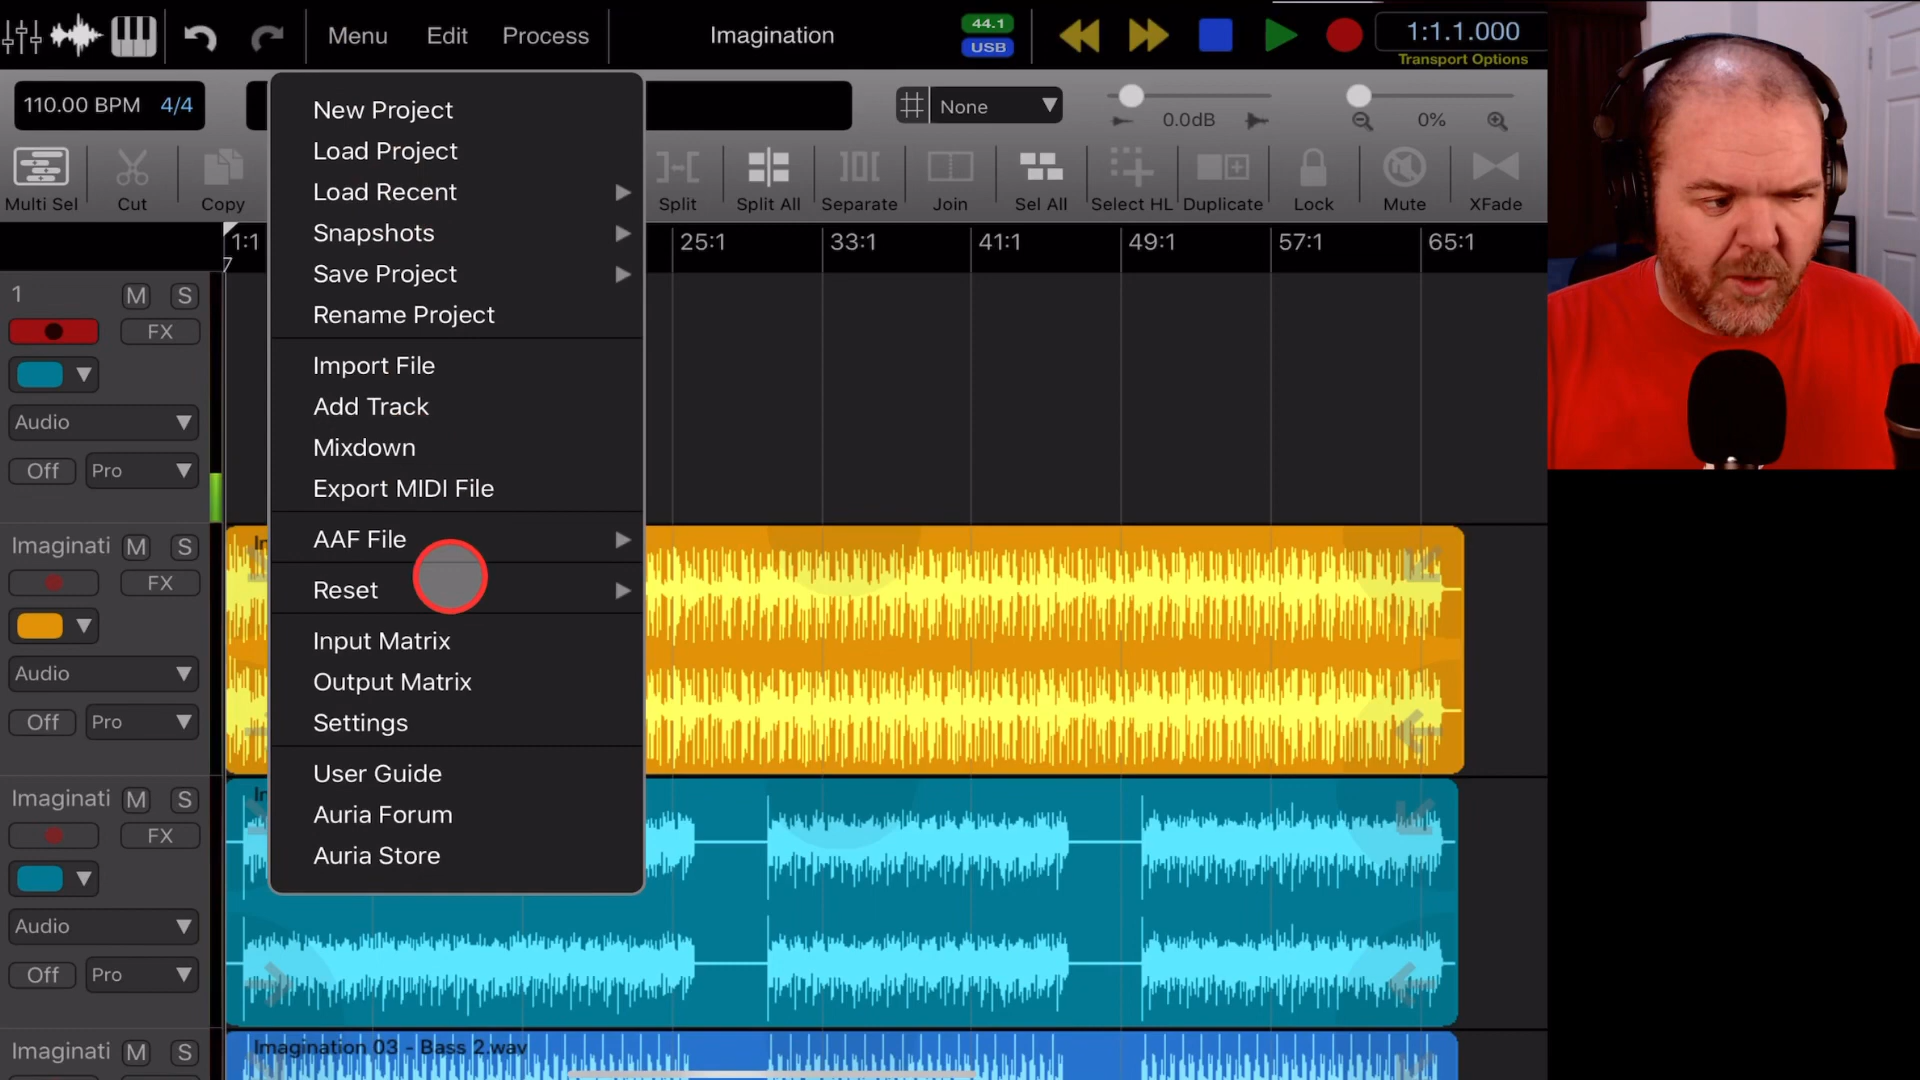 Menu Edit Process
Imagination
44.1
USB
1:1.1.000
Transport Options
110.00 BPM 4/4
None
0.0dB
0%
Multi Sel Cut Copy Split Split All Separate Join Sel All Select HL Duplicate Lock Mute XFade
1:1 25:1 33:1 41:1 49:1 57:1 65:1
7
New Project
Load Project
Load Recent
Snapshots
Save Project
Rename Project
Import File
Add Track
Mixdown
Export MIDI File
AAF File
Reset
Input Matrix
Output Matrix
Settings
User Guide
Auria Forum
Auria Store
1 M S
FX
Audio
Off Pro
Imaginati M S
FX
Audio
Off Pro
Imaginati M S
FX
Audio
Off Pro
Imaginati M S
Imagination 03 - Bass 2.wav